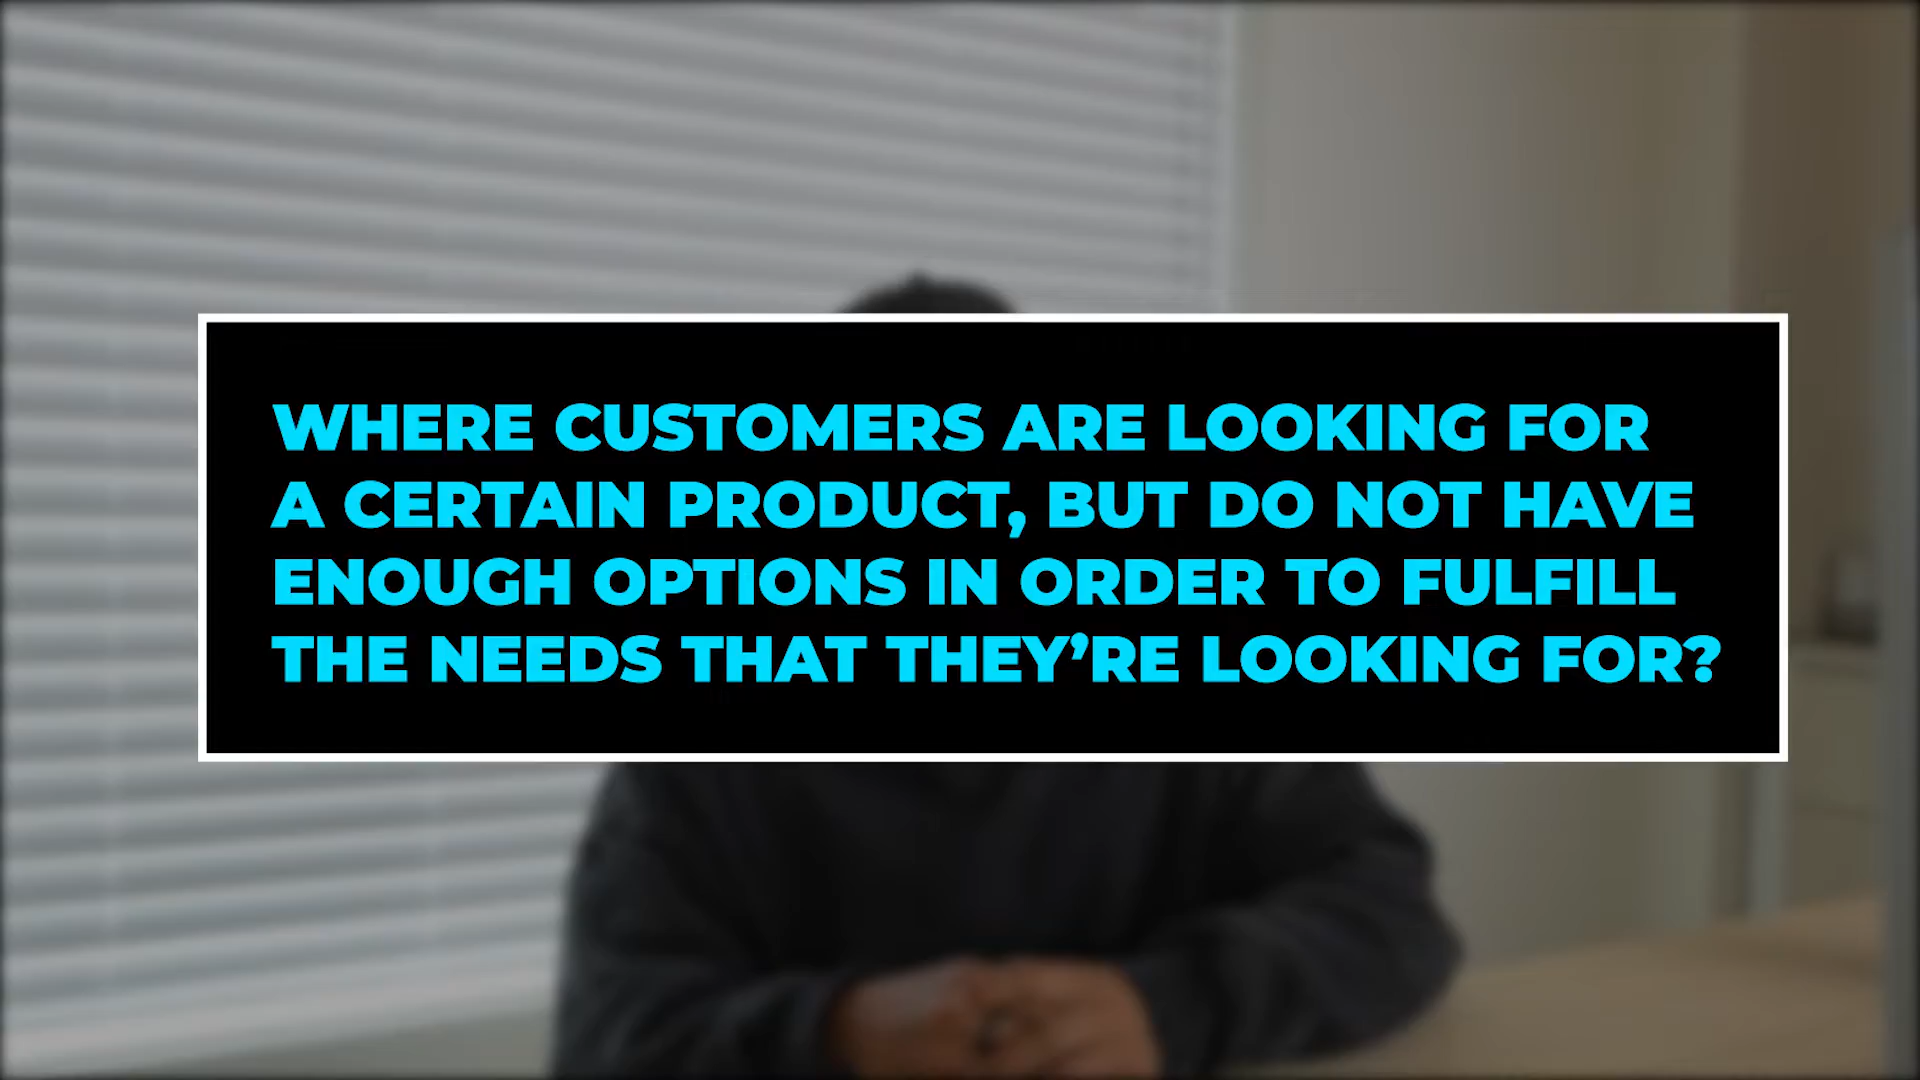 WHERE CUSTOMERS ARE LOOKING FOR
A CERTAIN PRODUCT, BUT DO NOT HAVE
ENOUGH OPTIONS IN ORDER TO FULFILL
THE NEEDS THAT THEY’RE LOOKING FOR?